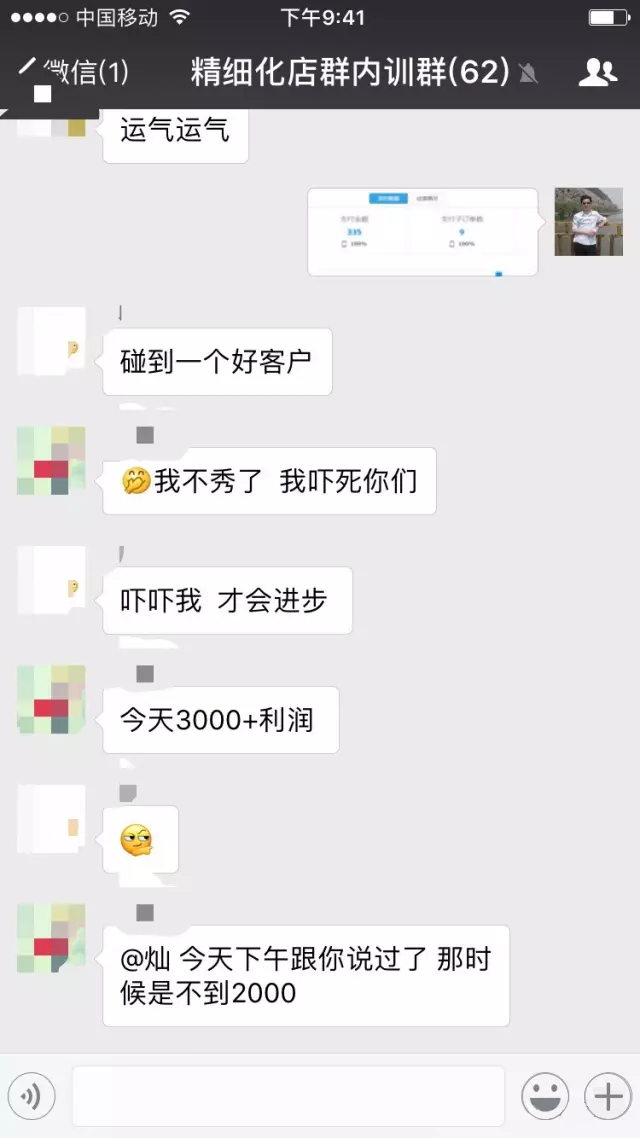 中国移动
下午9:41
微信(1)
精细化店群内训群(62)
运气运气
335
9
100%
100%
碰到一个好客户
我不秀了 我吓死你们
吓吓我 才会进步
今天3000+利润
@灿 今天下午跟你说过了 那时
候是不到2000